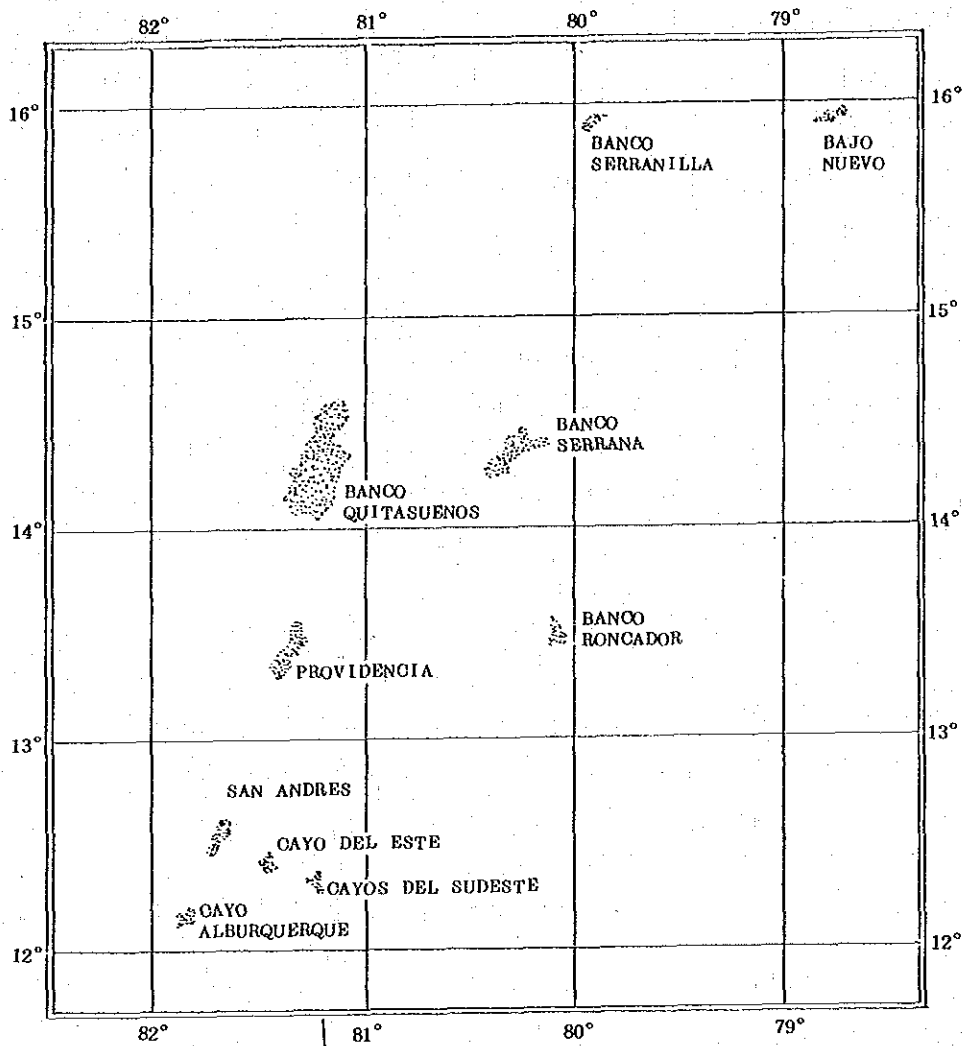 82° 81° 80° 79°
16° 16°
BANCO
SERRANILLA
BAJO
NUEVO
15° 15°
BANCO
SERRANA
BANCO
QUITASUENOS
14° 14°
BANCO
RONCADOR
PROVIDENCIA
13° 13°
SAN ANDRES
CAYO DEL ESTE
CAYOS DEL SUDESTE
CAYO
ALBURQUERQUE
12° 12°
82° 81° 80° 79°